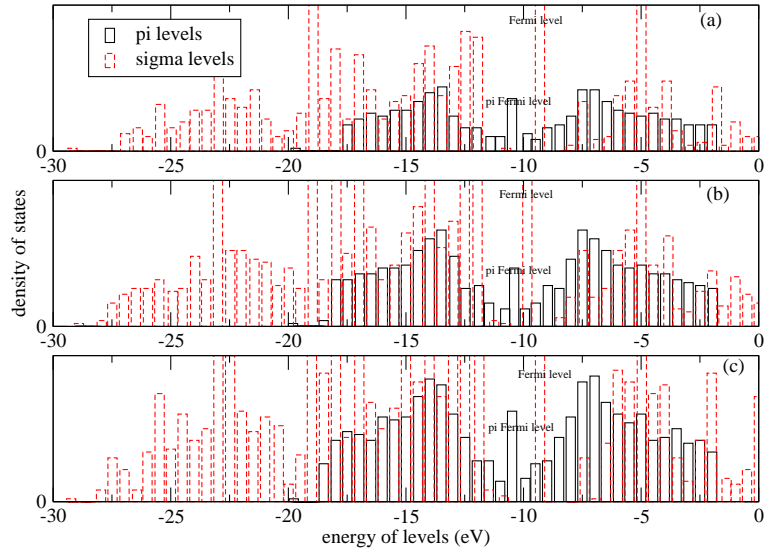 Fermi level
(a)
pi levels
sigma levels
pi Fermi level
0
-30 -25 -20 -15 -10 -5 0
Fermi level
(b)
pi Fermi level
0
-30 -25 -20 -15 -10 -5 0
density of states
Fermi level
(c)
pi Fermi level
0
-30 -25 -20 -15 -10 -5 0
energy of levels (eV)